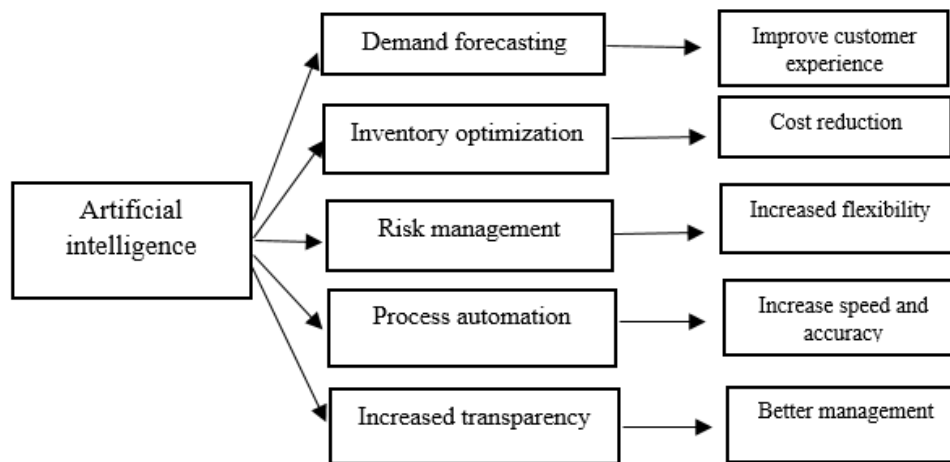 Demand forecasting
Improve customer
experience
Inventory optimization
Cost reduction
Artificial
intelligence
Risk management
Increased flexibility
Process automation
Increase speed and
accuracy
Increased transparency
Better management